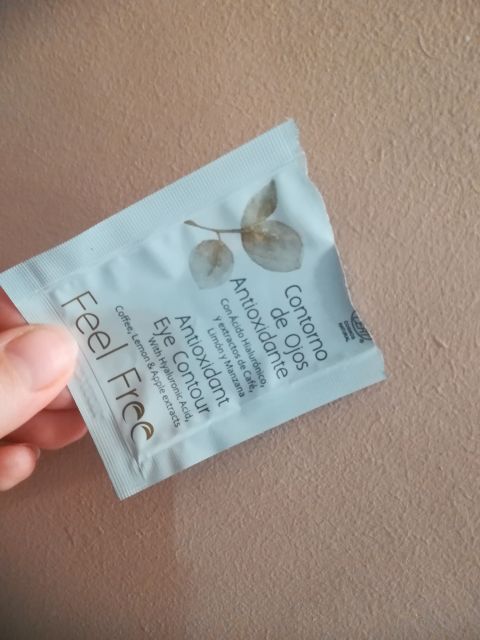 Feel Free
Contorno
de Ojos
Antioxidante
Con Ácido Hialurónico,
y extractos de Café,
Limón y Manzana
Antioxidant
Eye Contour
With Hyaluronic Acid,
Coffee, Lemon & Apple extracts